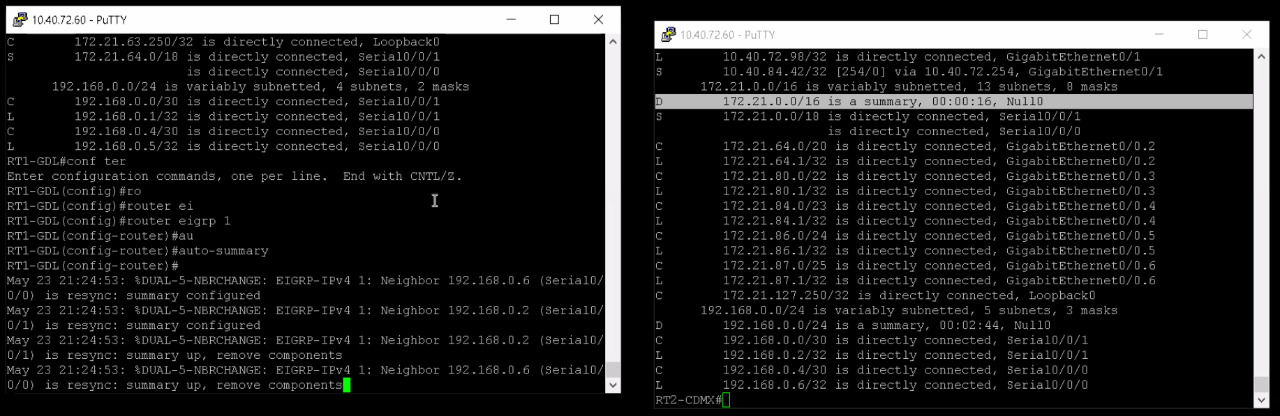 10.40.72.60 - PuTTY
C 172.21.63.250/32 is directly connected, Loopback0
S 172.21.64.0/18 is directly connected, Serial0/0/1
is directly connected, Serial0/0/0
192.168.0.0/24 is variably subnetted, 4 subnets, 2 masks
C 192.168.0.0/30 is directly connected, Serial0/0/1
L 192.168.0.1/32 is directly connected, Serial0/0/1
C 192.168.0.4/30 is directly connected, Serial0/0/0
L 192.168.0.5/32 is directly connected, Serial0/0/0
RT1-GDL#conf ter
Enter configuration commands, one per line. End with CNTL/Z.
RT1-GDL(config)#ro
RT1-GDL(config)#router ei
RT1-GDL(config)#router eigrp 1
RT1-GDL(config-router)#au
RT1-GDL(config-router)#auto-summary
RT1-GDL(config-router)#
May 23 21:24:53: %DUAL-5-NBRCHANGE: EIGRP-IPv4 1: Neighbor 192.168.0.6 (Serial0/
0/0) is resync: summary configured
May 23 21:24:53: %DUAL-5-NBRCHANGE: EIGRP-IPv4 1: Neighbor 192.168.0.2 (Serial0/
0/1) is resync: summary configured
May 23 21:24:53: %DUAL-5-NBRCHANGE: EIGRP-IPv4 1: Neighbor 192.168.0.2 (Serial0/
0/1) is resync: summary up, remove components
May 23 21:24:53: %DUAL-5-NBRCHANGE: EIGRP-IPv4 1: Neighbor 192.168.0.6 (Serial0/
0/0) is resync: summary up, remove components
10.40.72.60 - PuTTY
L 10.40.72.98/32 is directly connected, GigabitEthernet0/1
S 10.40.84.42/32 [254/0] via 10.40.72.254, GigabitEthernet0/1
172.21.0.0/16 is variably subnetted, 13 subnets, 8 masks
D 172.21.0.0/16 is a summary, 00:00:16, Null0
S 172.21.0.0/18 is directly connected, Serial0/0/1
is directly connected, Serial0/0/0
C 172.21.64.0/20 is directly connected, GigabitEthernet0/0.2
L 172.21.64.1/32 is directly connected, GigabitEthernet0/0.2
C 172.21.80.0/22 is directly connected, GigabitEthernet0/0.3
L 172.21.80.1/32 is directly connected, GigabitEthernet0/0.3
C 172.21.84.0/23 is directly connected, GigabitEthernet0/0.4
L 172.21.84.1/32 is directly connected, GigabitEthernet0/0.4
C 172.21.86.0/24 is directly connected, GigabitEthernet0/0.5
L 172.21.86.1/32 is directly connected, GigabitEthernet0/0.5
C 172.21.87.0/25 is directly connected, GigabitEthernet0/0.6
L 172.21.87.1/32 is directly connected, GigabitEthernet0/0.6
C 172.21.127.250/32 is directly connected, Loopback0
192.168.0.0/24 is variably subnetted, 5 subnets, 3 masks
D 192.168.0.0/24 is a summary, 00:02:44, Null0
C 192.168.0.0/30 is directly connected, Serial0/0/1
L 192.168.0.2/32 is directly connected, Serial0/0/1
C 192.168.0.4/30 is directly connected, Serial0/0/0
L 192.168.0.6/32 is directly connected, Serial0/0/0
RT2-CDMX#